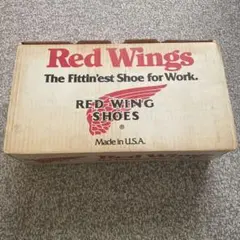 Red Wings
The Fittin'est Shoe for Work.
RED WING
SHOES
®
Made in U.S.A.